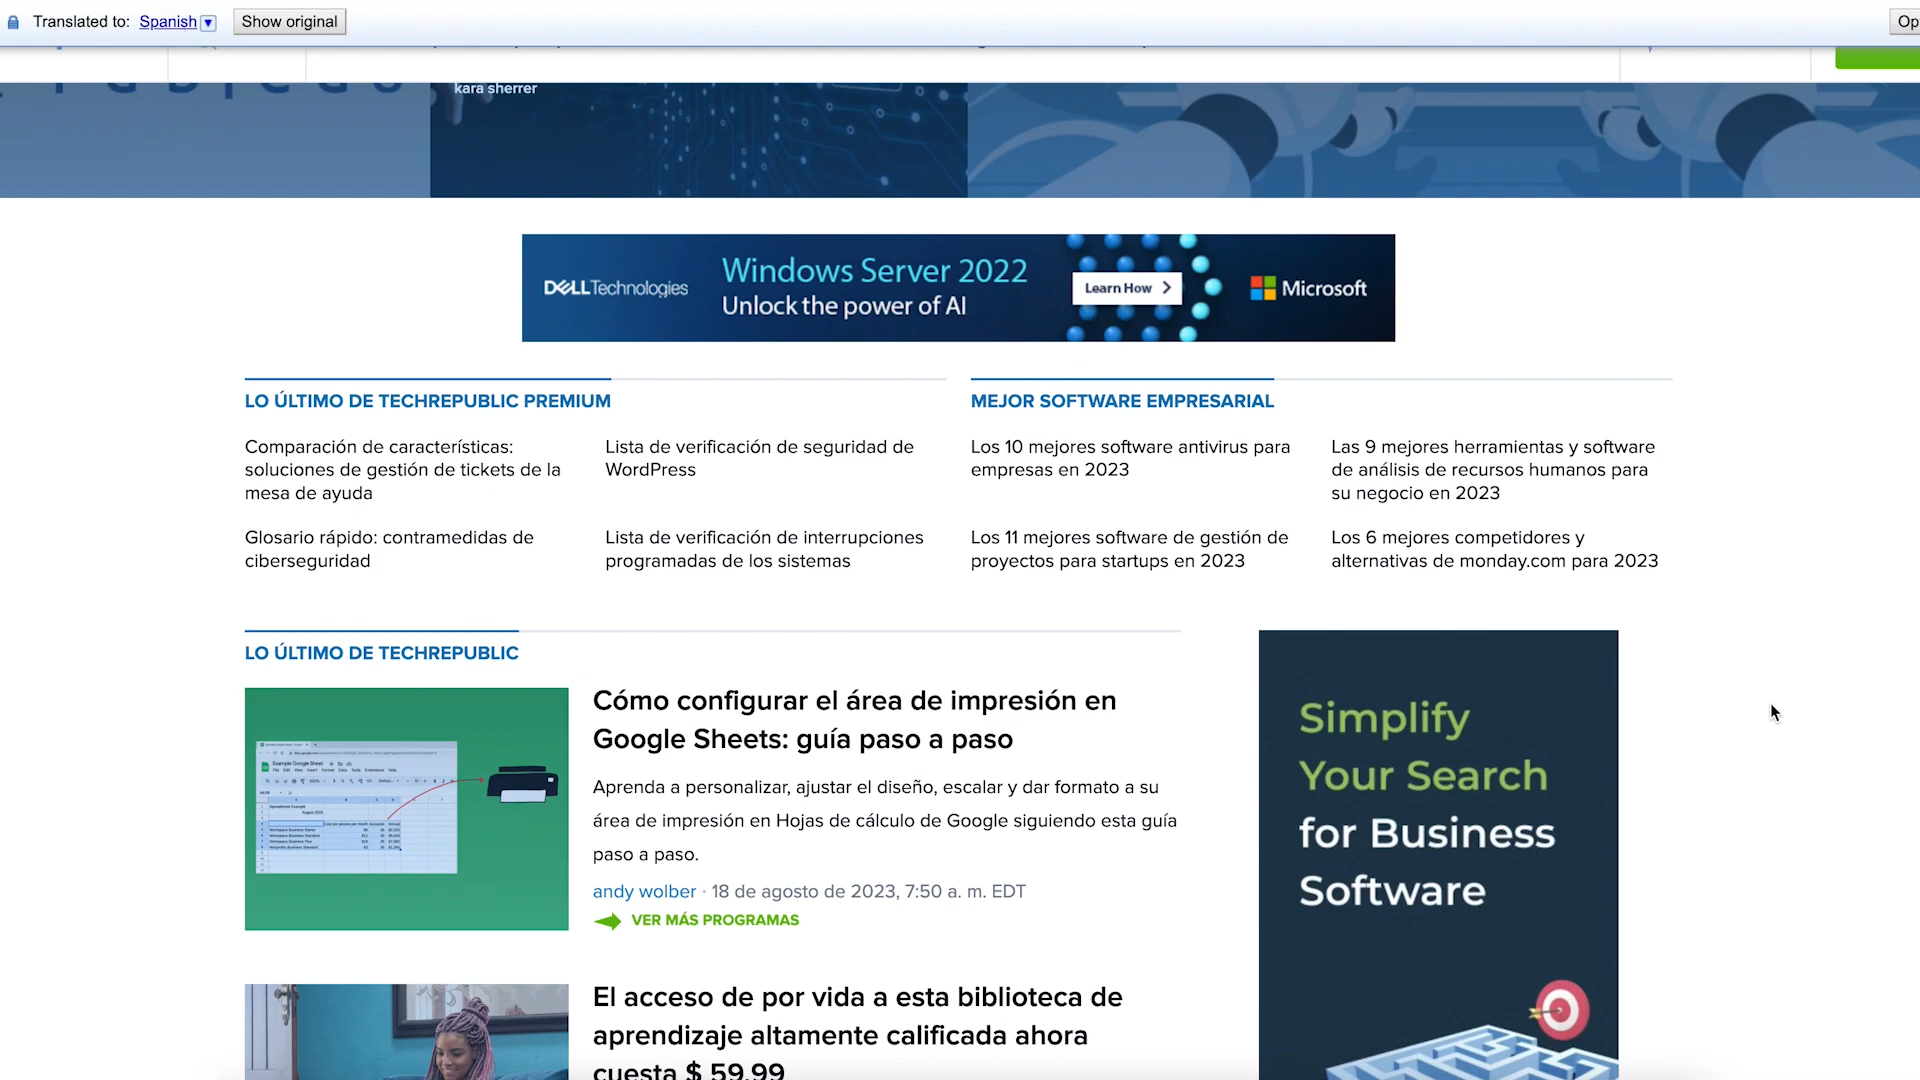 Translated to: Spanish ▼ Show original
kara sherrer
DELLTechnologies
Windows Server 2022
Unlock the power of AI
Learn How
Microsoft
LO ÚLTIMO DE TECHREPUBLIC PREMIUM
Comparación de características:
soluciones de gestión de tickets de la
mesa de ayuda
Lista de verificación de seguridad de
WordPress
Glosario rápido: contramedidas de
ciberseguridad
Lista de verificación de interrupciones
programadas de los sistemas
MEJOR SOFTWARE EMPRESARIAL
Los 10 mejores software antivirus para
empresas en 2023
Las 9 mejores herramientas y software
de análisis de recursos humanos para
su negocio en 2023
Los 11 mejores software de gestión de
proyectos para startups en 2023
Los 6 mejores competidores y
alternativas de monday.com para 2023
LO ÚLTIMO DE TECHREPUBLIC
Example Google Sheet
Cómo configurar el área de impresión en
Google Sheets: guía paso a paso
Aprenda a personalizar, ajustar el diseño, escalar y dar formato a su
área de impresión en Hojas de cálculo de Google siguiendo esta guía
paso a paso.
andy wolber · 18 de agosto de 2023, 7:50 a. m. EDT
VER MÁS PROGRAMAS
El acceso de por vida a esta biblioteca de
aprendizaje altamente calificada ahora
cuesta $ 59.99
Simplify
Your Search
for Business
Software